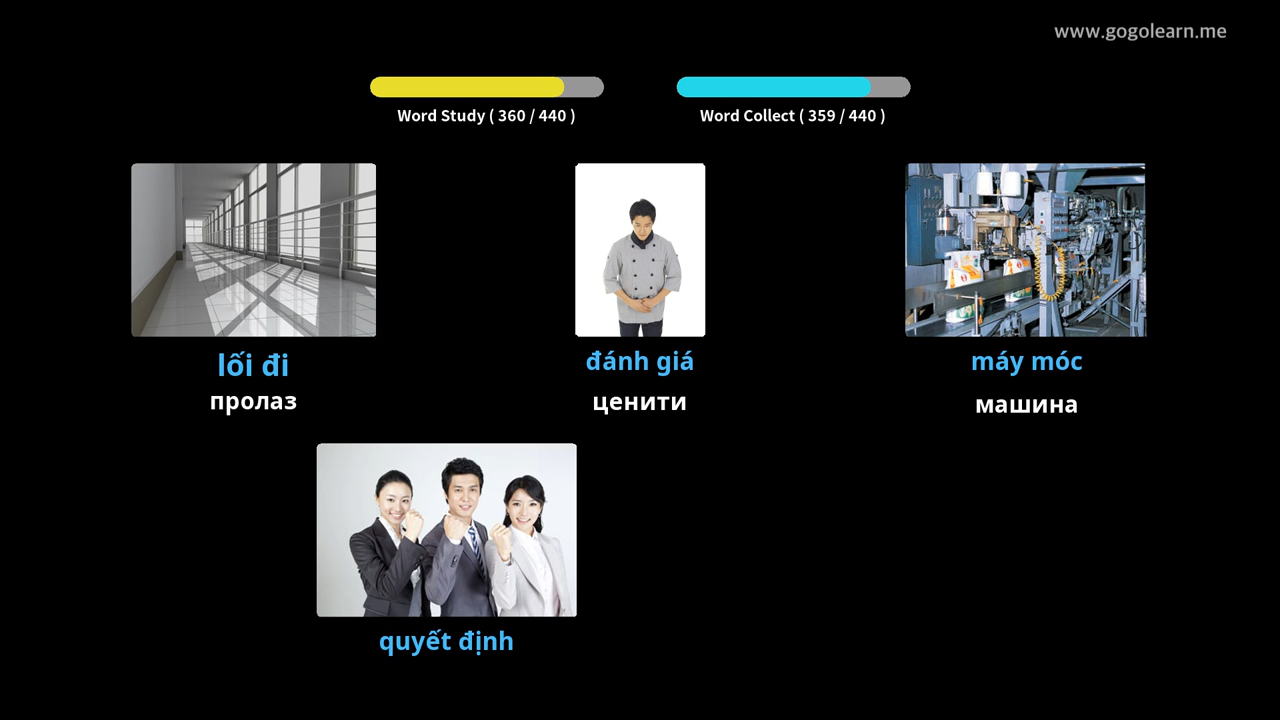 www.gogolearn.me
Word Study ( 360 / 440 )
Word Collect ( 359 / 440 )
lối đi
пролаз
đánh giá
ценити
máy móc
машина
quyết định